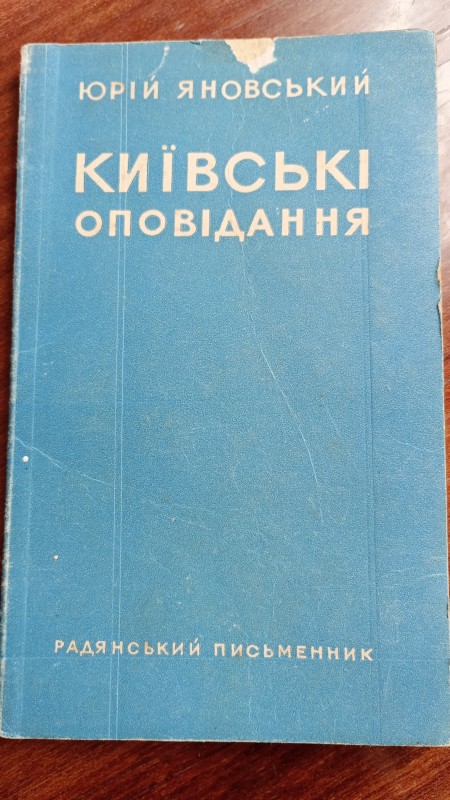 ЮРІЙ ЯНОВСЬКИЙ
КИЇВСЬКІ
ОПОВІДАННЯ
РАДЯНСЬКИЙ ПИСЬМЕННИК